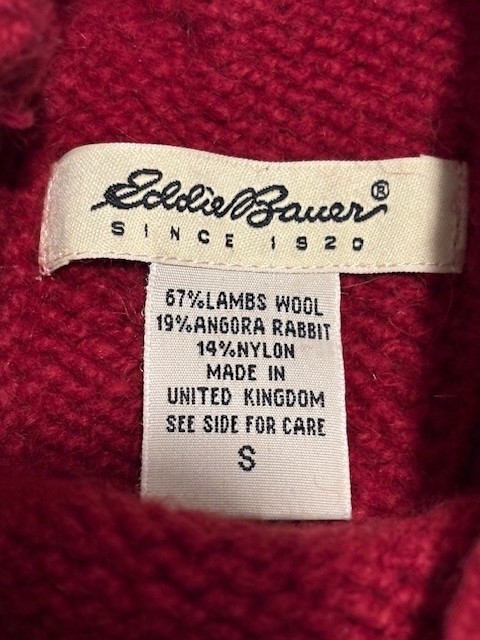 Eddie Bauer®
SINCE 1920
67%LAMBS WOOL
19%ANGORA RABBIT
14%NYLON
MADE IN
UNITED KINGDOM
SEE SIDE FOR CARE
S